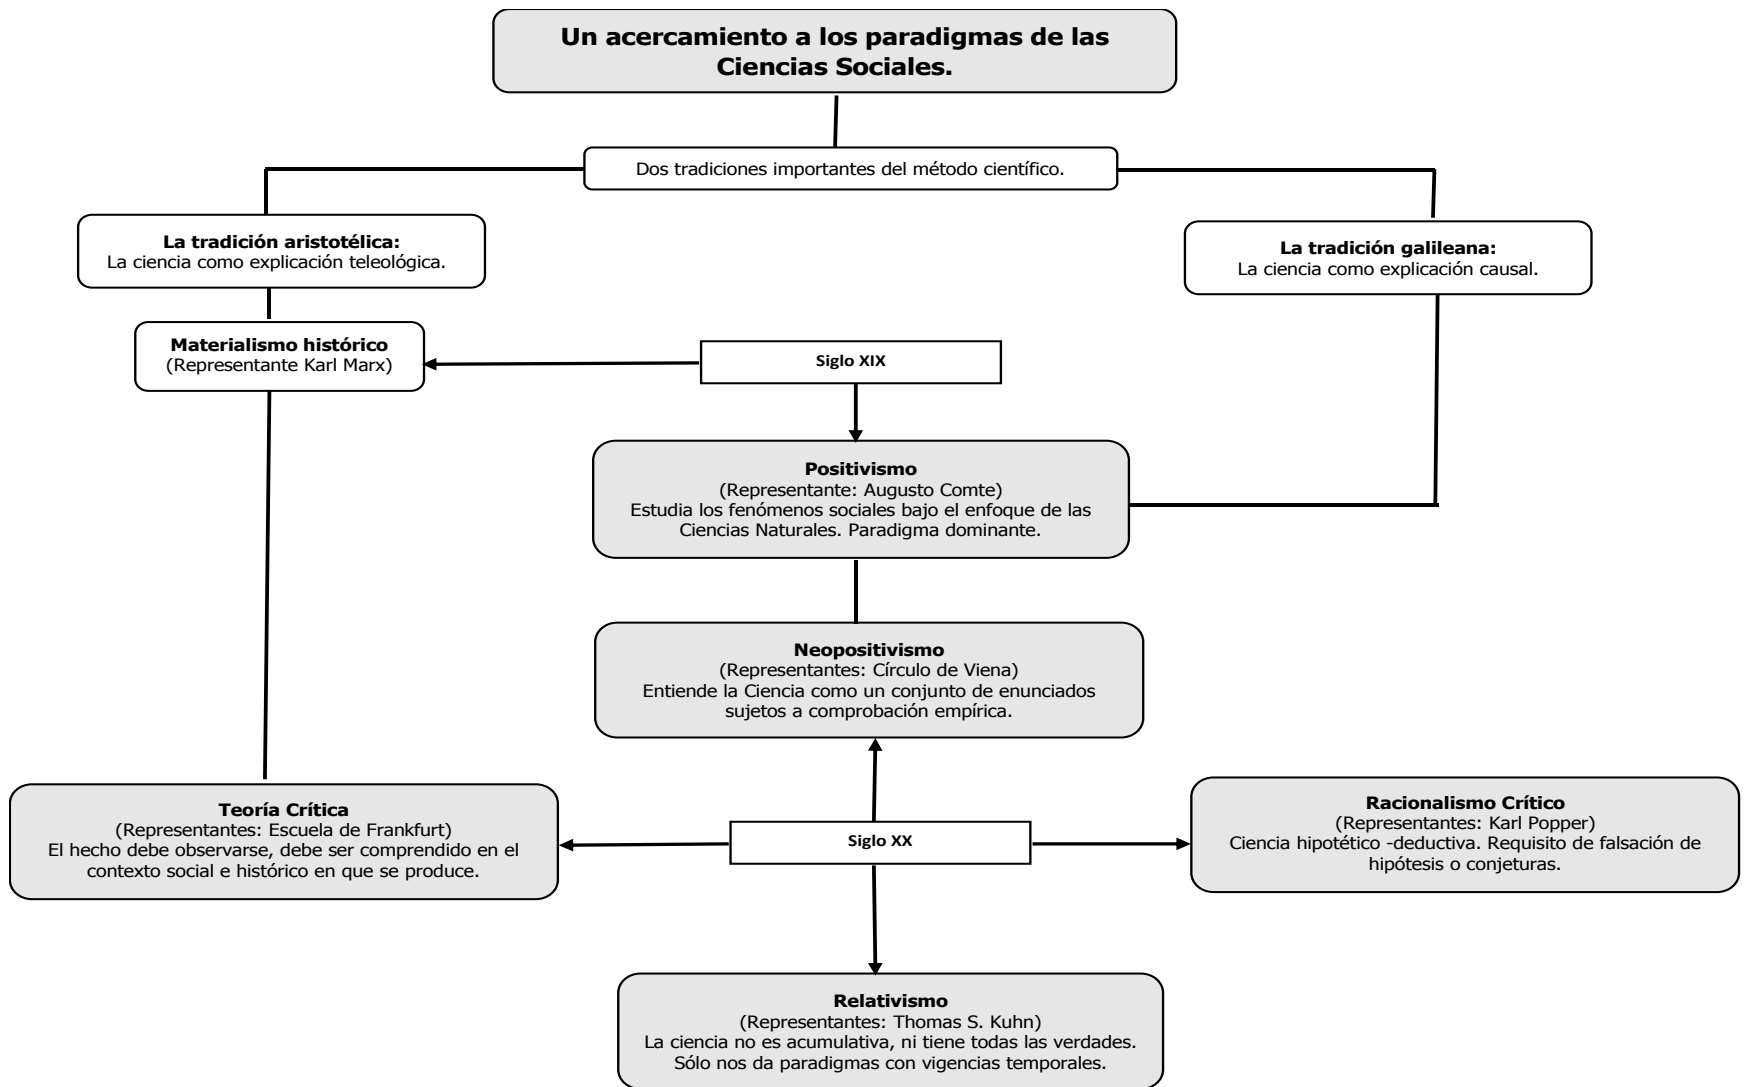 Un acercamiento a los paradigmas de las
Ciencias Sociales.
Dos tradiciones importantes del método científico.
La tradición aristotélica:
La ciencia como explicación teleológica.
La tradición galileana:
La ciencia como explicación causal.
Materialismo histórico
(Representante Karl Marx)
Siglo XIX
Positivismo
(Representante: Augusto Comte)
Estudia los fenómenos sociales bajo el enfoque de las
Ciencias Naturales. Paradigma dominante.
Neopositivismo
(Representantes: Círculo de Viena)
Entiende la Ciencia como un conjunto de enunciados
sujetos a comprobación empírica.
Teoría Crítica
(Representantes: Escuela de Frankfurt)
El hecho debe observarse, debe ser comprendido en el
contexto social e histórico en que se produce.
Siglo XX
Racionalismo Crítico
(Representantes: Karl Popper)
Ciencia hipotético -deductiva. Requisito de falsación de
hipótesis o conjeturas.
Relativismo
(Representantes: Thomas S. Kuhn)
La ciencia no es acumulativa, ni tiene todas las verdades.
Sólo nos da paradigmas con vigencias temporales.